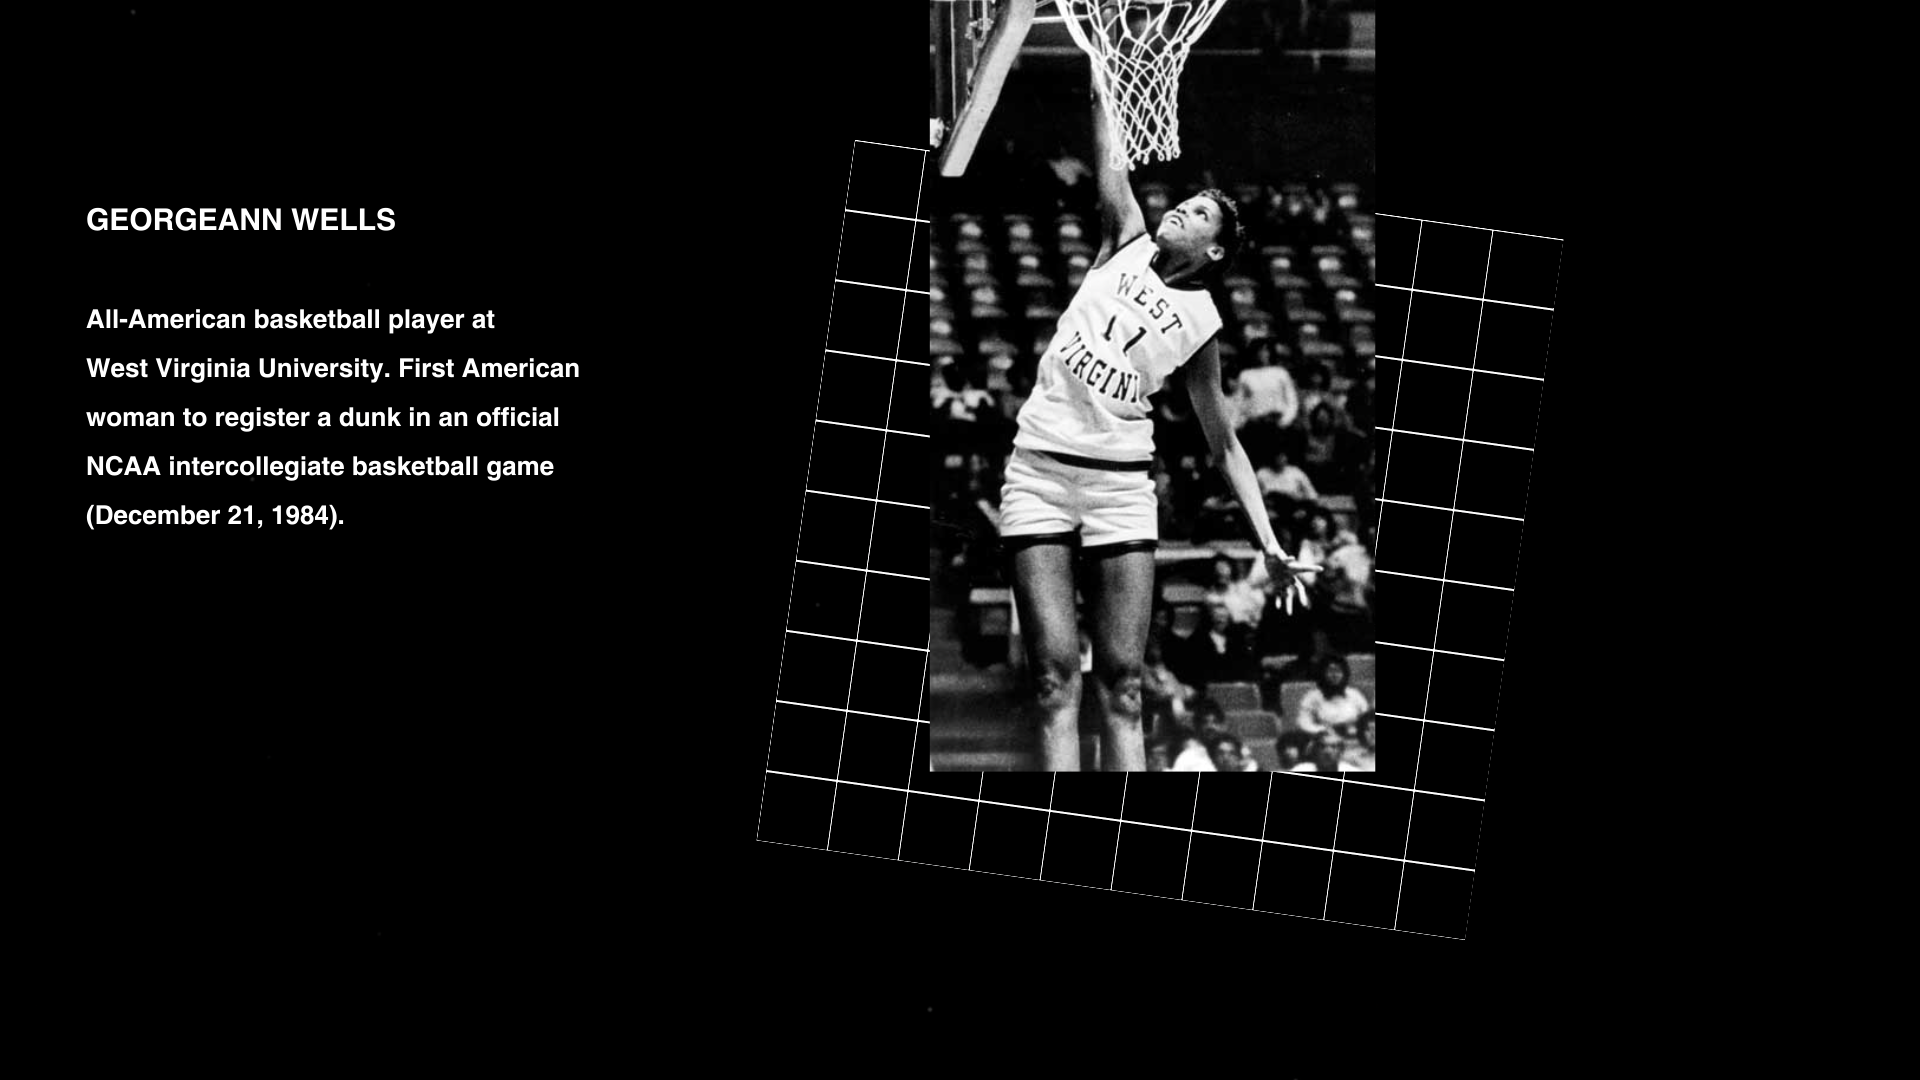 GEORGEANN WELLS
All-American basketball player at
West Virginia University. First American
woman to register a dunk in an official
NCAA intercollegiate basketball game
(December 21, 1984).
WEST
11
VIRGINI